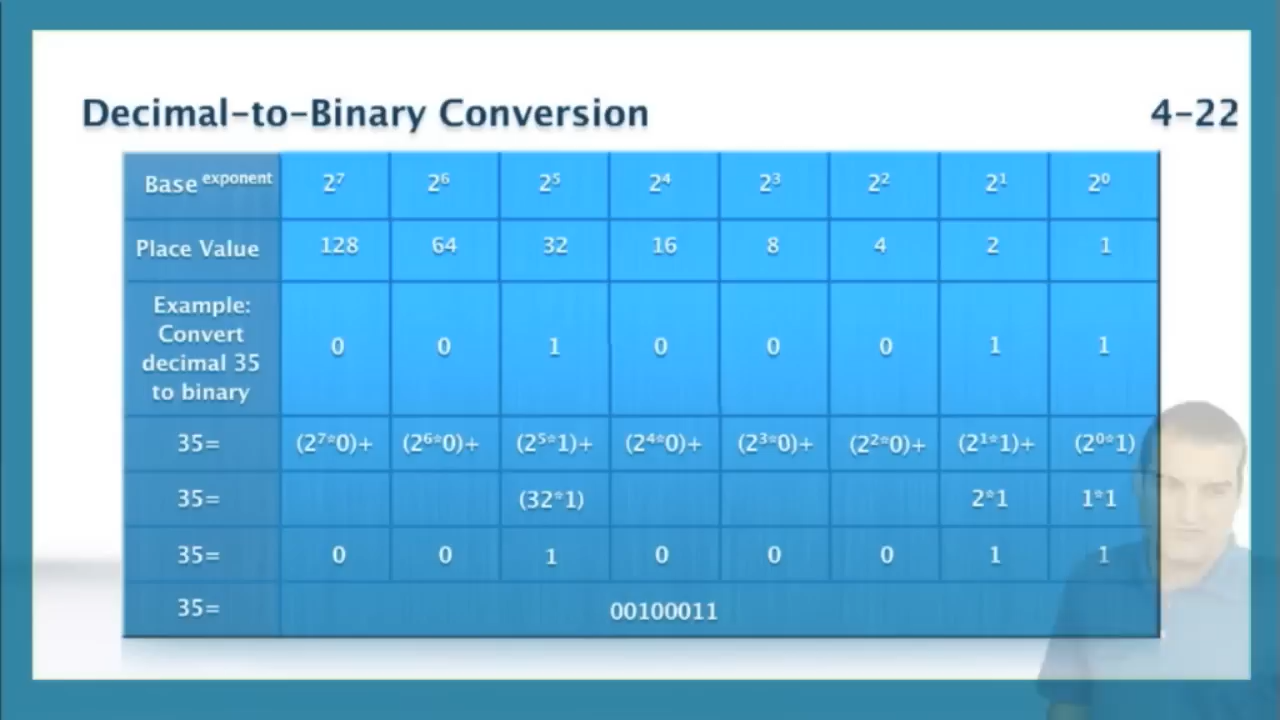 Decimal-to-Binary Conversion 4-22
Base exponent 2⁷ 2⁶ 2⁵ 2⁴ 2³ 2² 2¹ 2⁰
Place Value 128 64 32 16 8 4 2 1
Example:
Convert
decimal 35
to binary
0 0 1 0 0 0 1 1
35= (2⁷*0)+ (2⁶*0)+ (2⁵*1)+ (2⁴*0)+ (2³*0)+ (2²*0)+ (2¹*1)+ (2⁰*1)
35= (32*1) 2*1 1*1
35= 0 0 1 0 0 0 1 1
35= 00100011